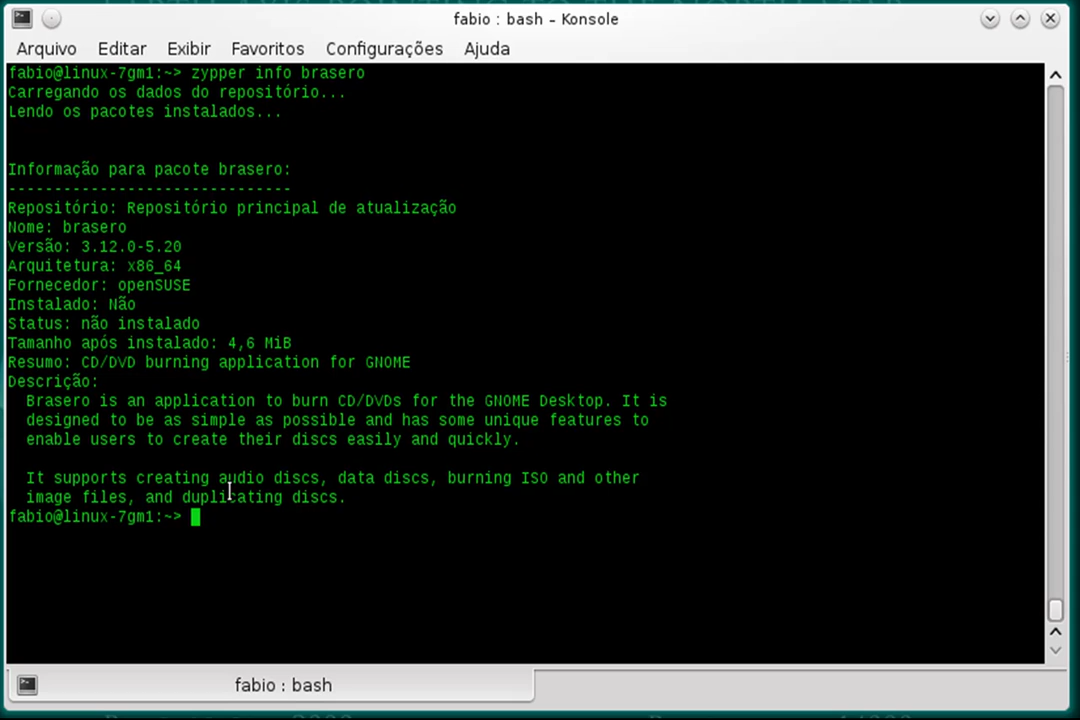 fabio : bash – Konsole
Arquivo Editar Exibir Favoritos Configurações Ajuda
fabio@linux-7gm1:~> zypper info brasero
Carregando os dados do repositório...
Lendo os pacotes instalados...
Informação para pacote brasero:
-------------------------------
Repositório: Repositório principal de atualização
Nome: brasero
Versão: 3.12.0-5.20
Arquitetura: x86_64
Fornecedor: openSUSE
Instalado: Não
Status: não instalado
Tamanho após instalado: 4,6 MiB
Resumo: CD/DVD burning application for GNOME
Descrição:
Brasero is an application to burn CD/DVDs for the GNOME Desktop. It is
designed to be as simple as possible and has some unique features to
enable users to create their discs easily and quickly.
It supports creating audio discs, data discs, burning ISO and other
image files, and duplicating discs.
fabio@linux-7gm1:~>
fabio : bash